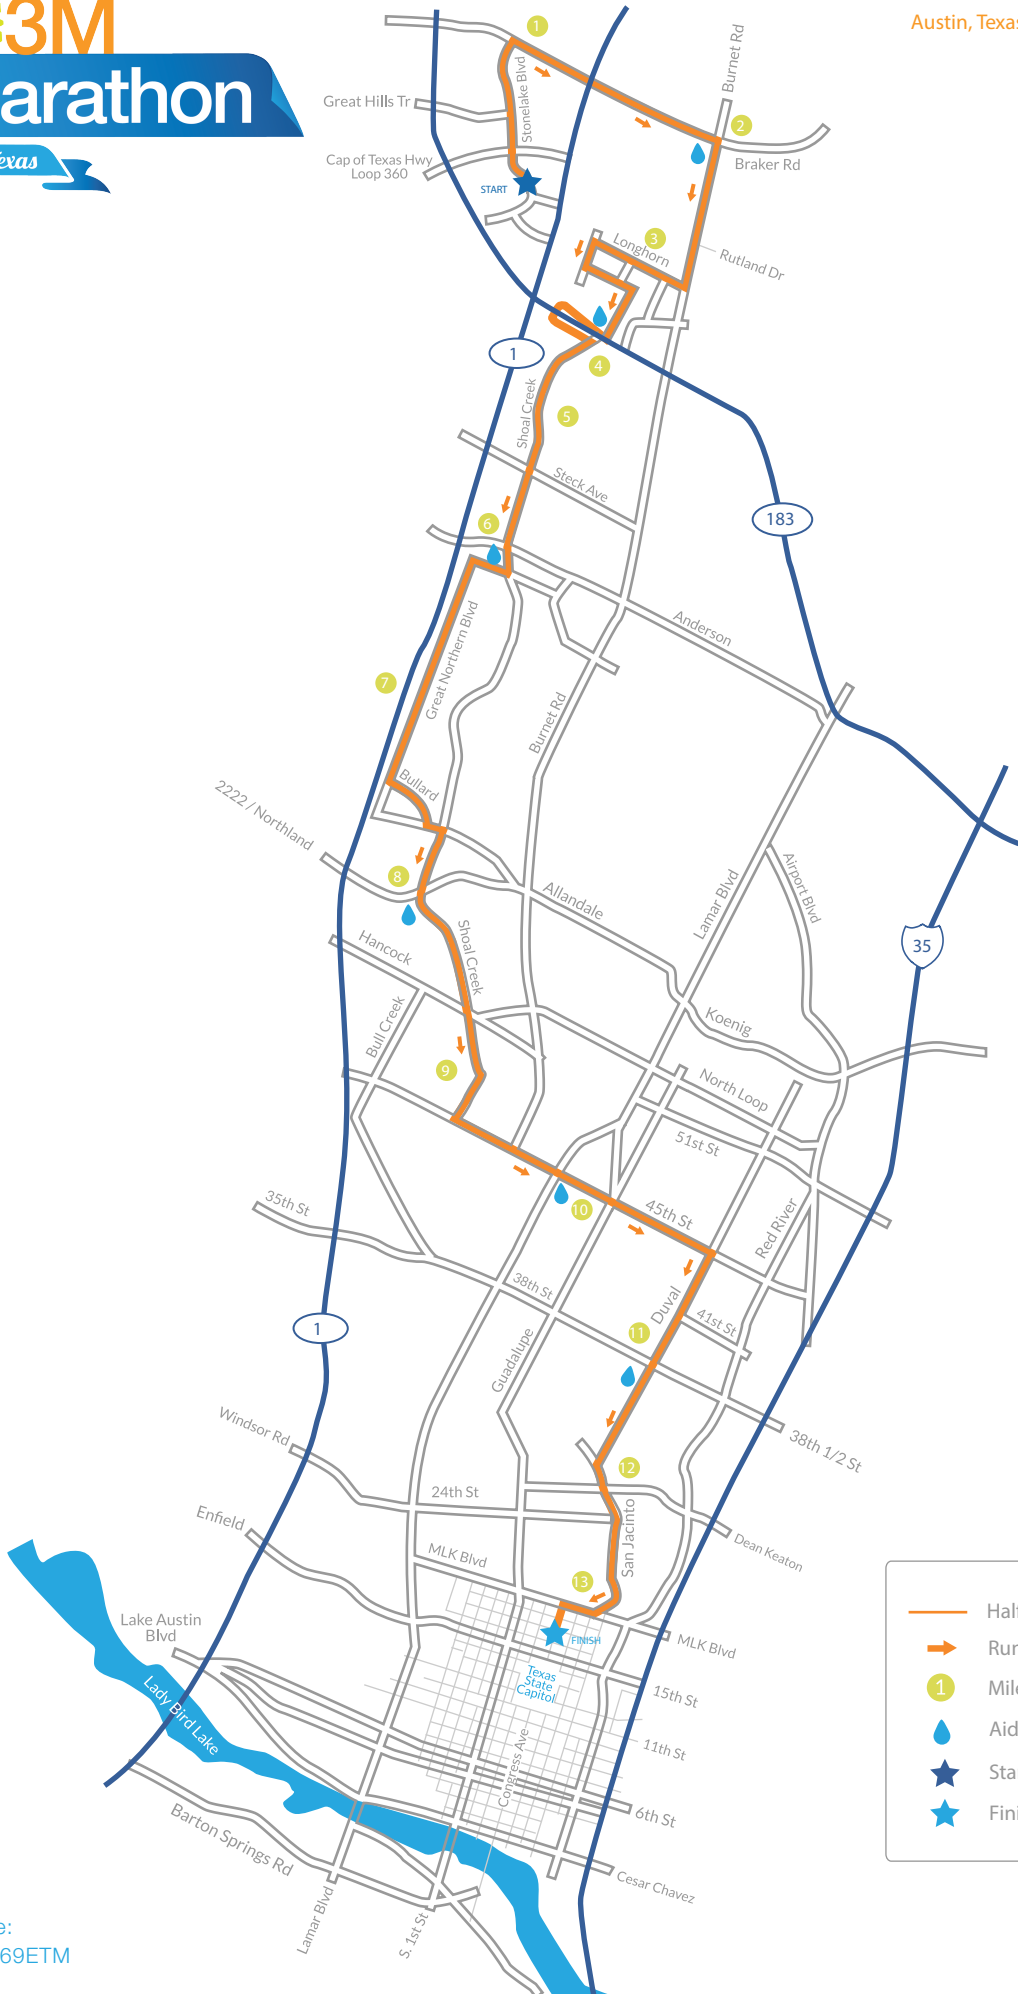 3M
arathon
exas
Austin, Texas
1
Burnet Rd
Stonelake Blvd
Great Hills Tr
2
Braker Rd
Cap of Texas Hwy
Loop 360
START
3
Longhorn
Rutland Dr
1
4
Shoal Creek
5
Steck Ave
183
6
Anderson
Great Northern Blvd
7
Burnet Rd
Bullard
2222 / Northland
8
Allandale
Airport Blvd
Lamar Blvd
Hancock
Shoal Creek
35
Bull Creek
Koenig
9
North Loop
51st St
35th St
10
45th St
Red River
38th St
Duval
41st St
1
11
Guadalupe
Windsor Rd
38th 1/2 St
12
24th St
Enfield
San Jacinto
Dean Keaton
MLK Blvd
13
Lake Austin
Blvd
FINISH
MLK Blvd
Texas
State
Capitol
15th St
Lady Bird Lake
11th St
Congress Ave
6th St
Barton Springs Rd
Cesar Chavez
Lamar Blvd
S. 1st St
Half
Run
1
Mile
Aid
Sta
Fini
e:
69ETM